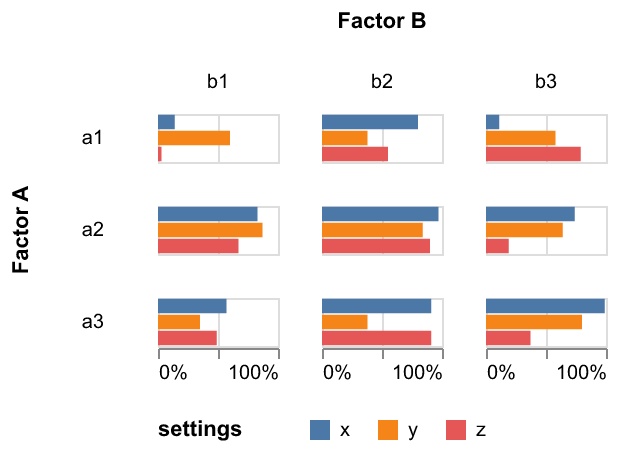 Factor B
b1 b2 b3
Factor A
a1
a2
a3
0% 100% 0% 100% 0% 100%
settings x y z